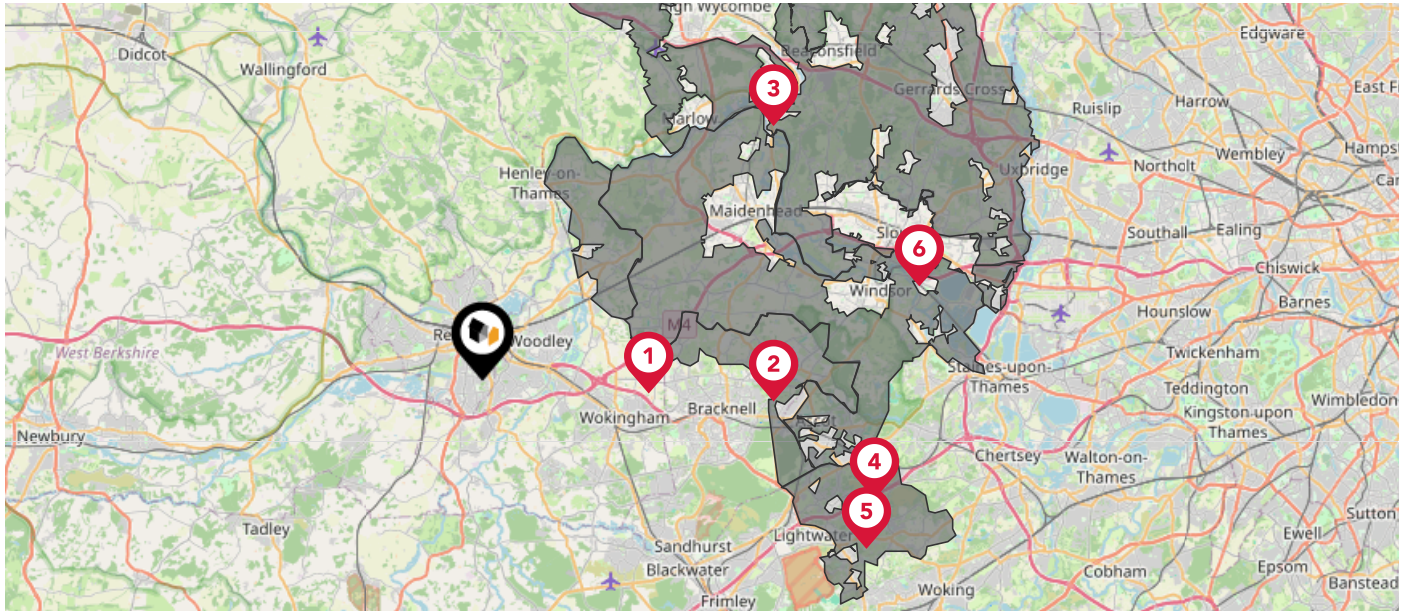 High Wycombe
Didcot
Edgware
Beaconsfield
Wallingford
3
Gerrards Cross
Ruislip
Harrow
East Fi
Marlow
Wembley
Hampst
Northolt
Uxbridge
Henley-on-
Thames
Maidenhead
Slo
Southall
Ealing
6
Chiswick
Windsor
Barnes
Hounslow
M4
Re
Woodley
West Berkshire
1
2
Twickenham
Staines-upon-
Thames
Teddington
Wimbledon
Wokingham
Bracknell
Kingston upon
Thames
Newbury
4
Chertsey
Walton-on-
Thames
5
Sutton
Tadley
Lightwater
Ewell
Sandhurst
Blackwater
Cobham
Epsom
Woking
Banstead
Frimley